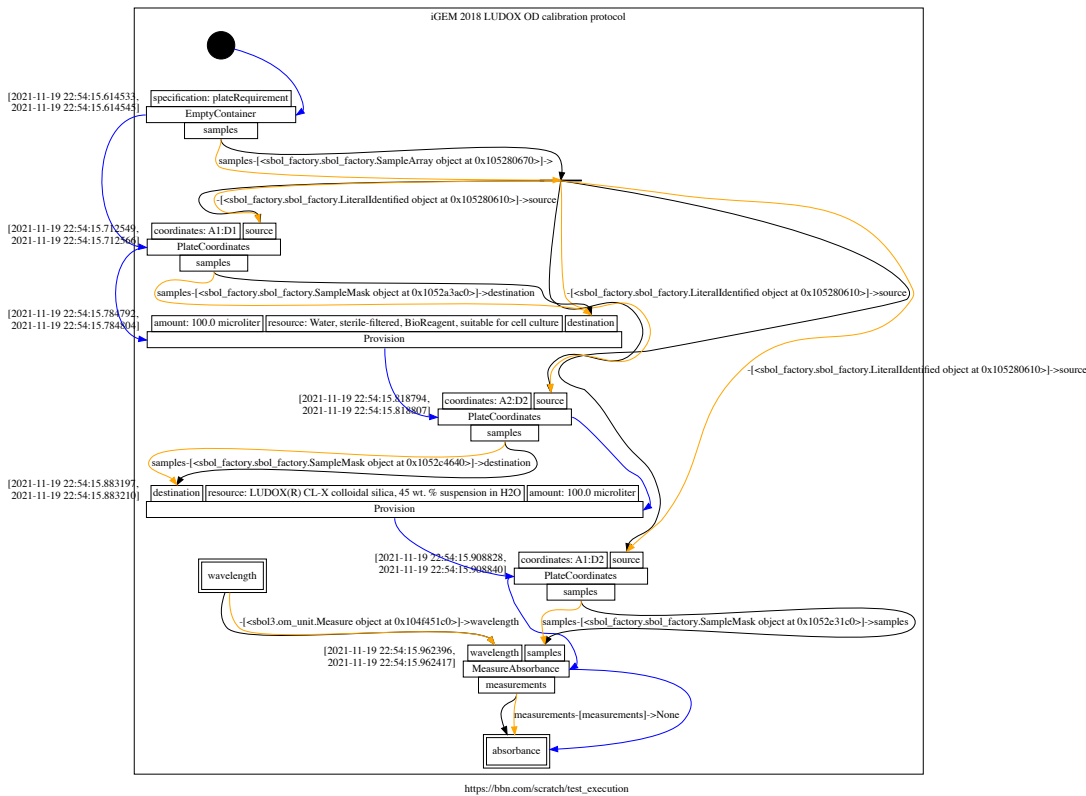 iGEM 2018 LUDOX OD calibration protocol
[2021-11-19 22:54:15.614533,
2021-11-19 22:54:15.614545]
specification: plateRequirement
EmptyContainer
samples
samples-[<sbol_factory.sbol_factory.SampleArray object at 0x105280670>]->
-[<sbol_factory.sbol_factory.LiteralIdentified object at 0x105280610>]->source
[2021-11-19 22:54:15.712549,
2021-11-19 22:54:15.712566]
coordinates: A1:D1
source
PlateCoordinates
samples
samples-[<sbol_factory.sbol_factory.SampleMask object at 0x1052a3ac0>]->destination
-[<sbol_factory.sbol_factory.LiteralIdentified object at 0x105280610>]->source
[2021-11-19 22:54:15.784792,
2021-11-19 22:54:15.784804]
amount: 100.0 microliter
resource: Water, sterile-filtered, BioReagent, suitable for cell culture
destination
Provision
-[<sbol_factory.sbol_factory.LiteralIdentified object at 0x105280610>]->source
[2021-11-19 22:54:15.818794,
2021-11-19 22:54:15.818807]
coordinates: A2:D2
source
PlateCoordinates
samples
samples-[<sbol_factory.sbol_factory.SampleMask object at 0x1052c4640>]->destination
[2021-11-19 22:54:15.883197,
2021-11-19 22:54:15.883210]
destination
resource: LUDOX(R) CL-X colloidal silica, 45 wt. % suspension in H2O
amount: 100.0 microliter
Provision
[2021-11-19 22:54:15.908828,
2021-11-19 22:54:15.908840]
coordinates: A1:D2
source
PlateCoordinates
samples
wavelength
-[<sbol3.om_unit.Measure object at 0x104f451c0>]->wavelength
samples-[<sbol_factory.sbol_factory.SampleMask object at 0x1052e31c0>]->samples
[2021-11-19 22:54:15.962396,
2021-11-19 22:54:15.962417]
wavelength
samples
MeasureAbsorbance
measurements
measurements-[measurements]->None
absorbance
https://bbn.com/scratch/test_execution